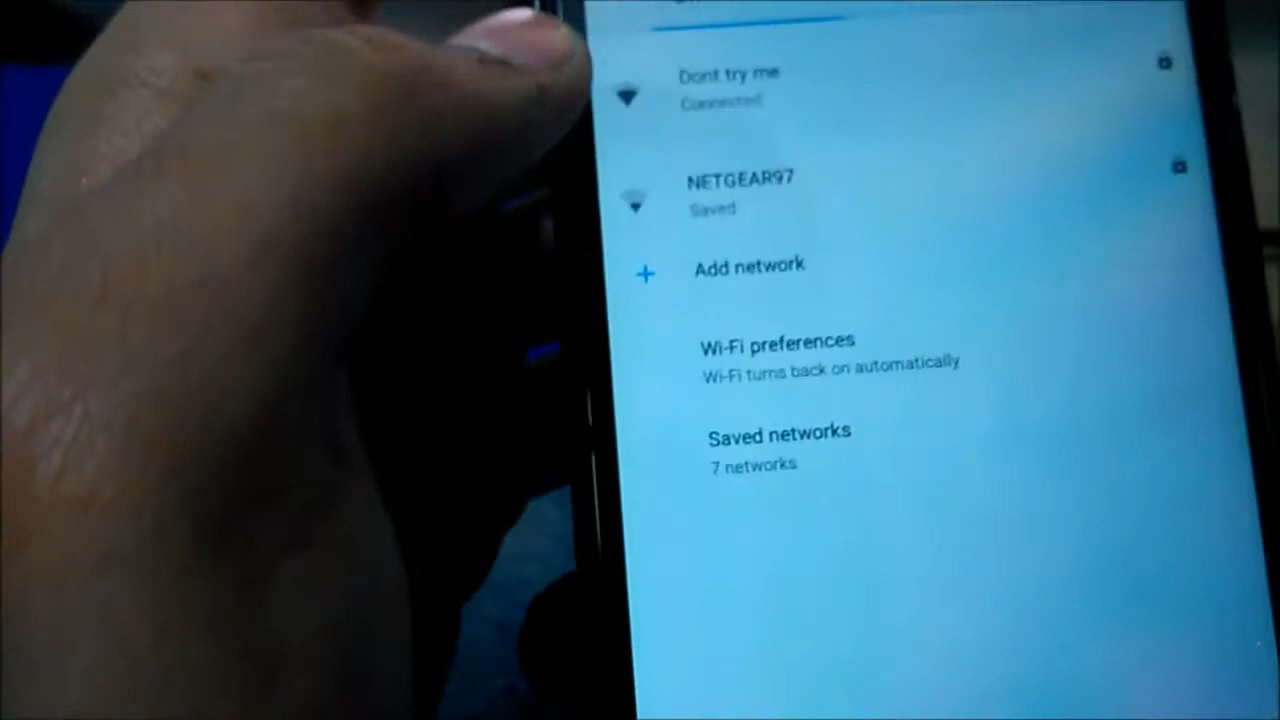 Dont try me
Connected
NETGEAR97
Saved
Add network
Wi-Fi preferences
Wi-Fi turns back on automatically
Saved networks
7 networks